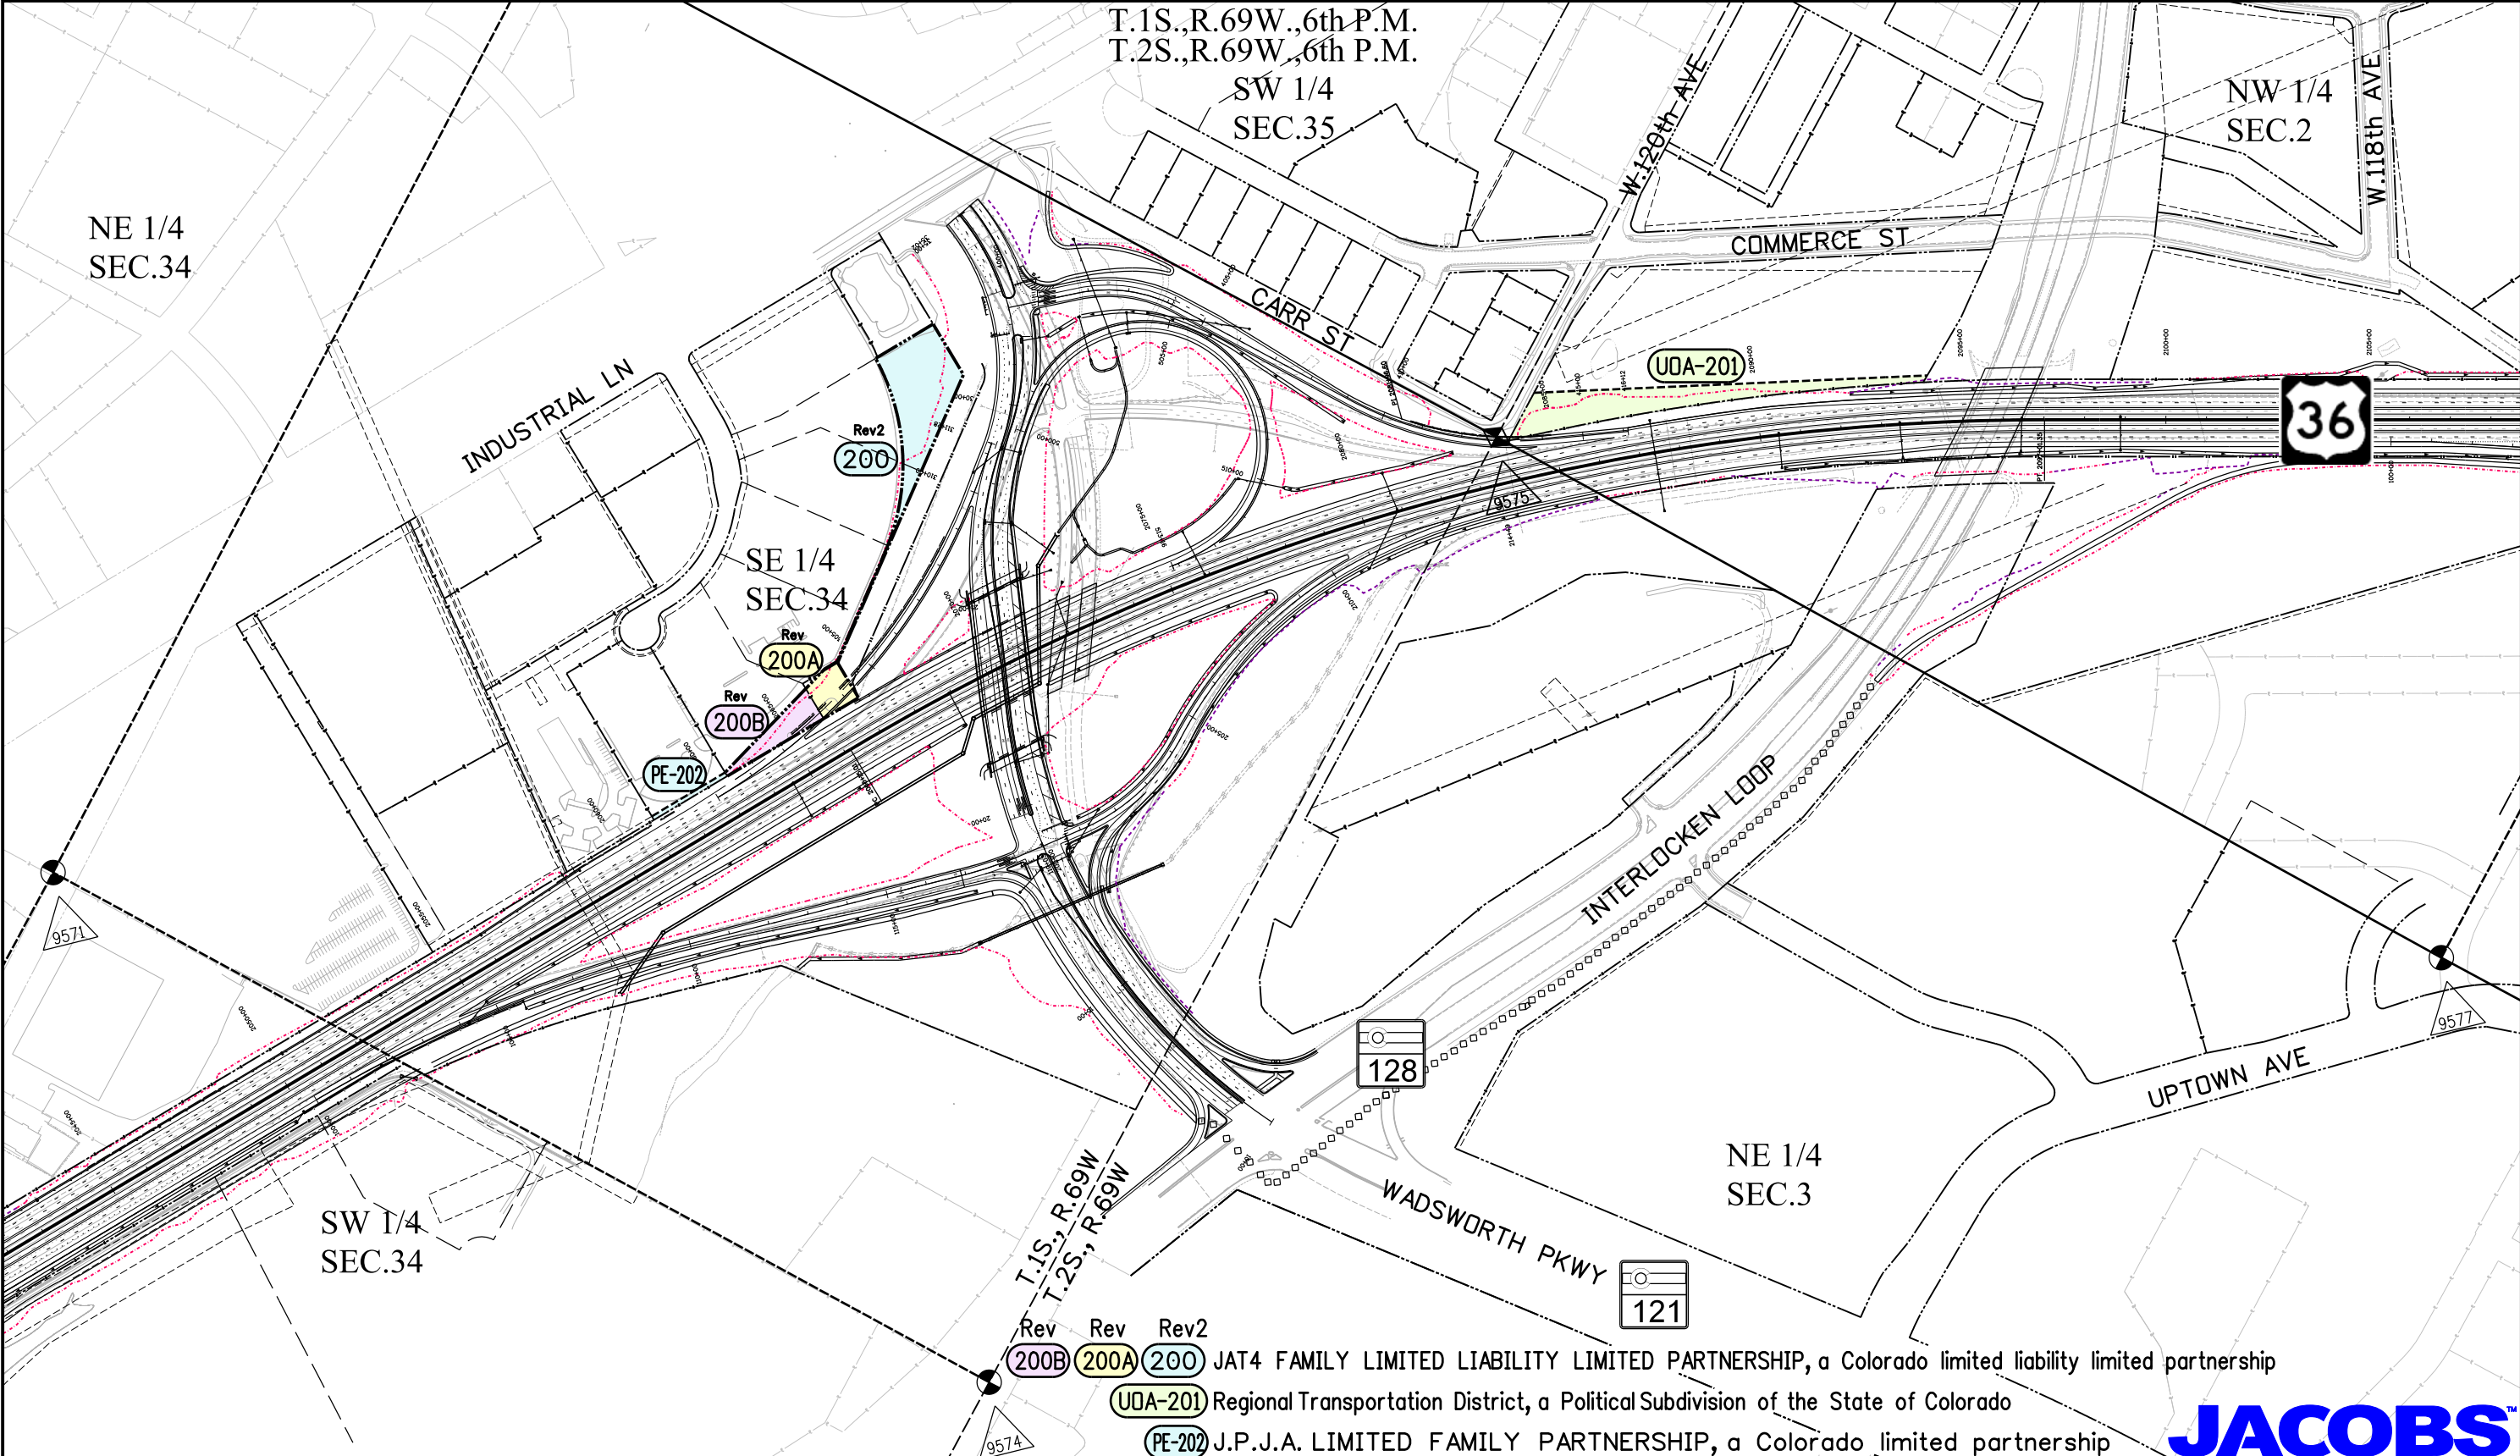 T.1S.,R.69W.,6th P.M.
T.2S.,R.69W.,6th P.M.
SW 1/4
SEC.35
NW 1/4
SEC.2
W.118th AVE
W.120th AVE
NE 1/4
SEC.34
COMMERCE ST
CARR ST
UOA-201
36
INDUSTRIAL LN
Rev2
200
9575
SE 1/4
SEC.34
Rev
200A
Rev
200B
PE-202
INTERLOCKEN LOOP
9571
9577
128
UPTOWN AVE
NE 1/4
SEC.3
WADSWORTH PKWY
121
SW 1/4
SEC.34
T.1S., R.69W
T.2S., R.69W
Rev Rev Rev2
200B 200A 200 JAT4 FAMILY LIMITED LIABILITY LIMITED PARTNERSHIP, a Colorado limited liability limited partnership
UOA-201 Regional Transportation District, a Political Subdivision of the State of Colorado
PE-202 J.P.J.A. LIMITED FAMILY PARTNERSHIP, a Colorado limited partnership
9574
JACOBS™